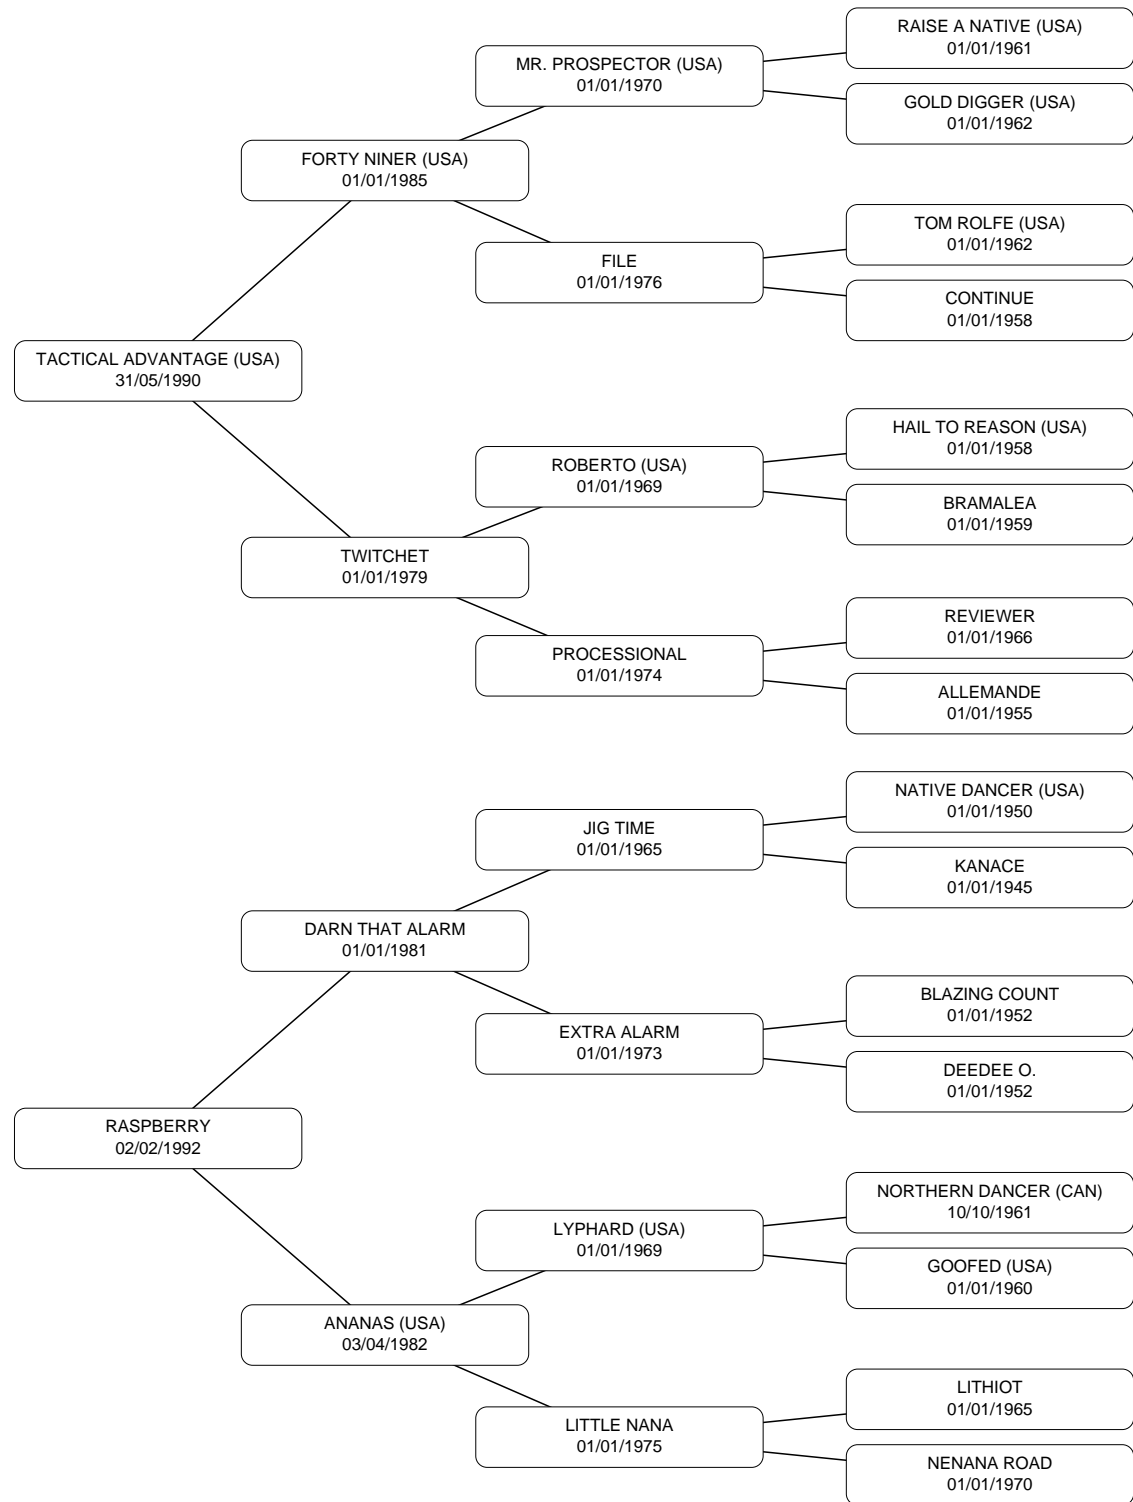 RAISE A NATIVE (USA)
01/01/1961
MR. PROSPECTOR (USA)
01/01/1970
GOLD DIGGER (USA)
01/01/1962
FORTY NINER (USA)
01/01/1985
TOM ROLFE (USA)
01/01/1962
FILE
01/01/1976
CONTINUE
01/01/1958
TACTICAL ADVANTAGE (USA)
31/05/1990
HAIL TO REASON (USA)
01/01/1958
ROBERTO (USA)
01/01/1969
BRAMALEA
01/01/1959
TWITCHET
01/01/1979
REVIEWER
01/01/1966
PROCESSIONAL
01/01/1974
ALLEMANDE
01/01/1955
NATIVE DANCER (USA)
01/01/1950
JIG TIME
01/01/1965
KANACE
01/01/1945
DARN THAT ALARM
01/01/1981
BLAZING COUNT
01/01/1952
EXTRA ALARM
01/01/1973
DEEDEE O.
01/01/1952
RASPBERRY
02/02/1992
NORTHERN DANCER (CAN)
10/10/1961
LYPHARD (USA)
01/01/1969
GOOFED (USA)
01/01/1960
ANANAS (USA)
03/04/1982
LITHIOT
01/01/1965
LITTLE NANA
01/01/1975
NENANA ROAD
01/01/1970